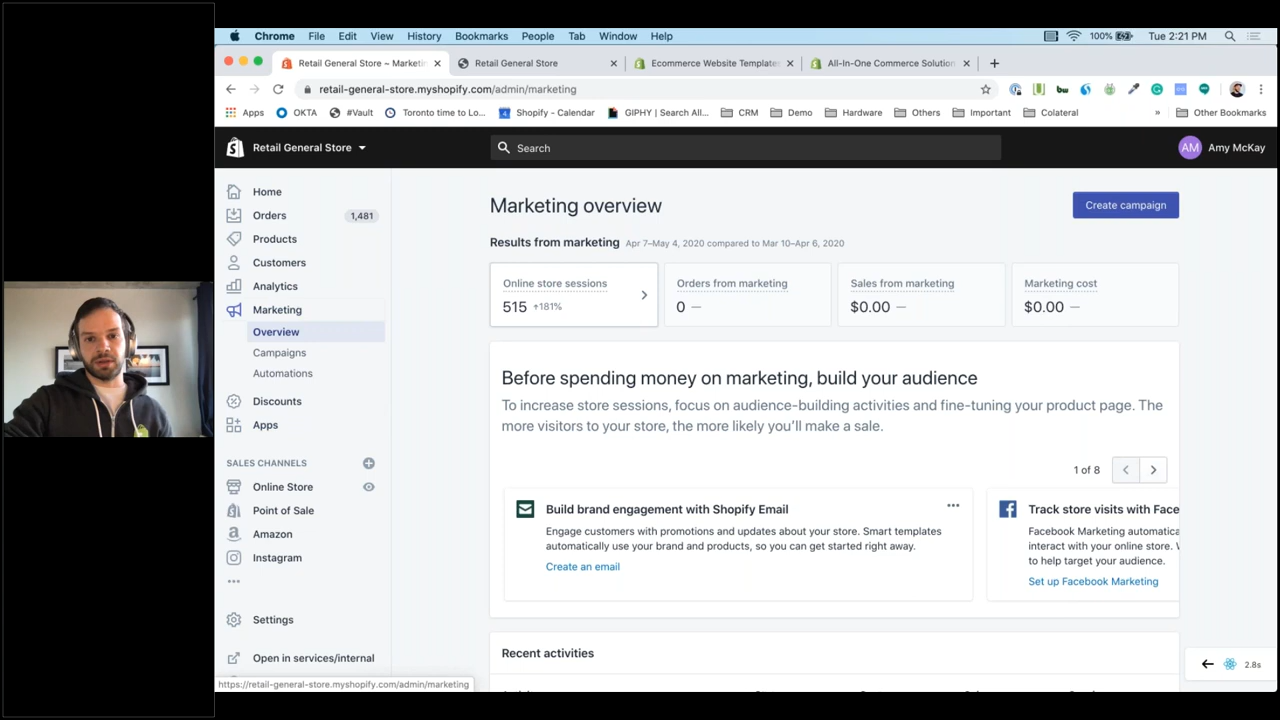 Chrome File Edit View History Bookmarks People Tab Window Help 100% Tue 2:21 PM
Retail General Store ~ Marketin Retail General Store Ecommerce Website Template All-In-One Commerce Solution
retail-general-store.myshopify.com/admin/marketing
Apps OKTA #Vault Toronto time to Lo... Shopify - Calendar GIPHY | Search All... CRM Demo Hardware Others Important Colateral » Other Bookmarks
Retail General Store Search AM Amy McKay
Home
Orders 1,481
Products
Customers
Analytics
Marketing
Overview
Campaigns
Automations
Discounts
Apps
SALES CHANNELS
Online Store
Point of Sale
Amazon
Instagram
Settings
Open in services/internal
https://retail-general-store.myshopify.com/admin/marketing
Marketing overview Create campaign
Results from marketing Apr 7–May 4, 2020 compared to Mar 10–Apr 6, 2020
Online store sessions Orders from marketing Sales from marketing Marketing cost
515 ↑181% 0 — $0.00 — $0.00 —
Before spending money on marketing, build your audience
To increase store sessions, focus on audience-building activities and fine-tuning your product page. The
more visitors to your store, the more likely you’ll make a sale.
1 of 8
Build brand engagement with Shopify Email
Engage customers with promotions and updates about your store. Smart templates
automatically use your brand and products, so you can get started right away.
Create an email
Track store visits with Face
Facebook Marketing automatica
interact with your online store.
to help target your audience.
Set up Facebook Marketing
Recent activities
2.8s